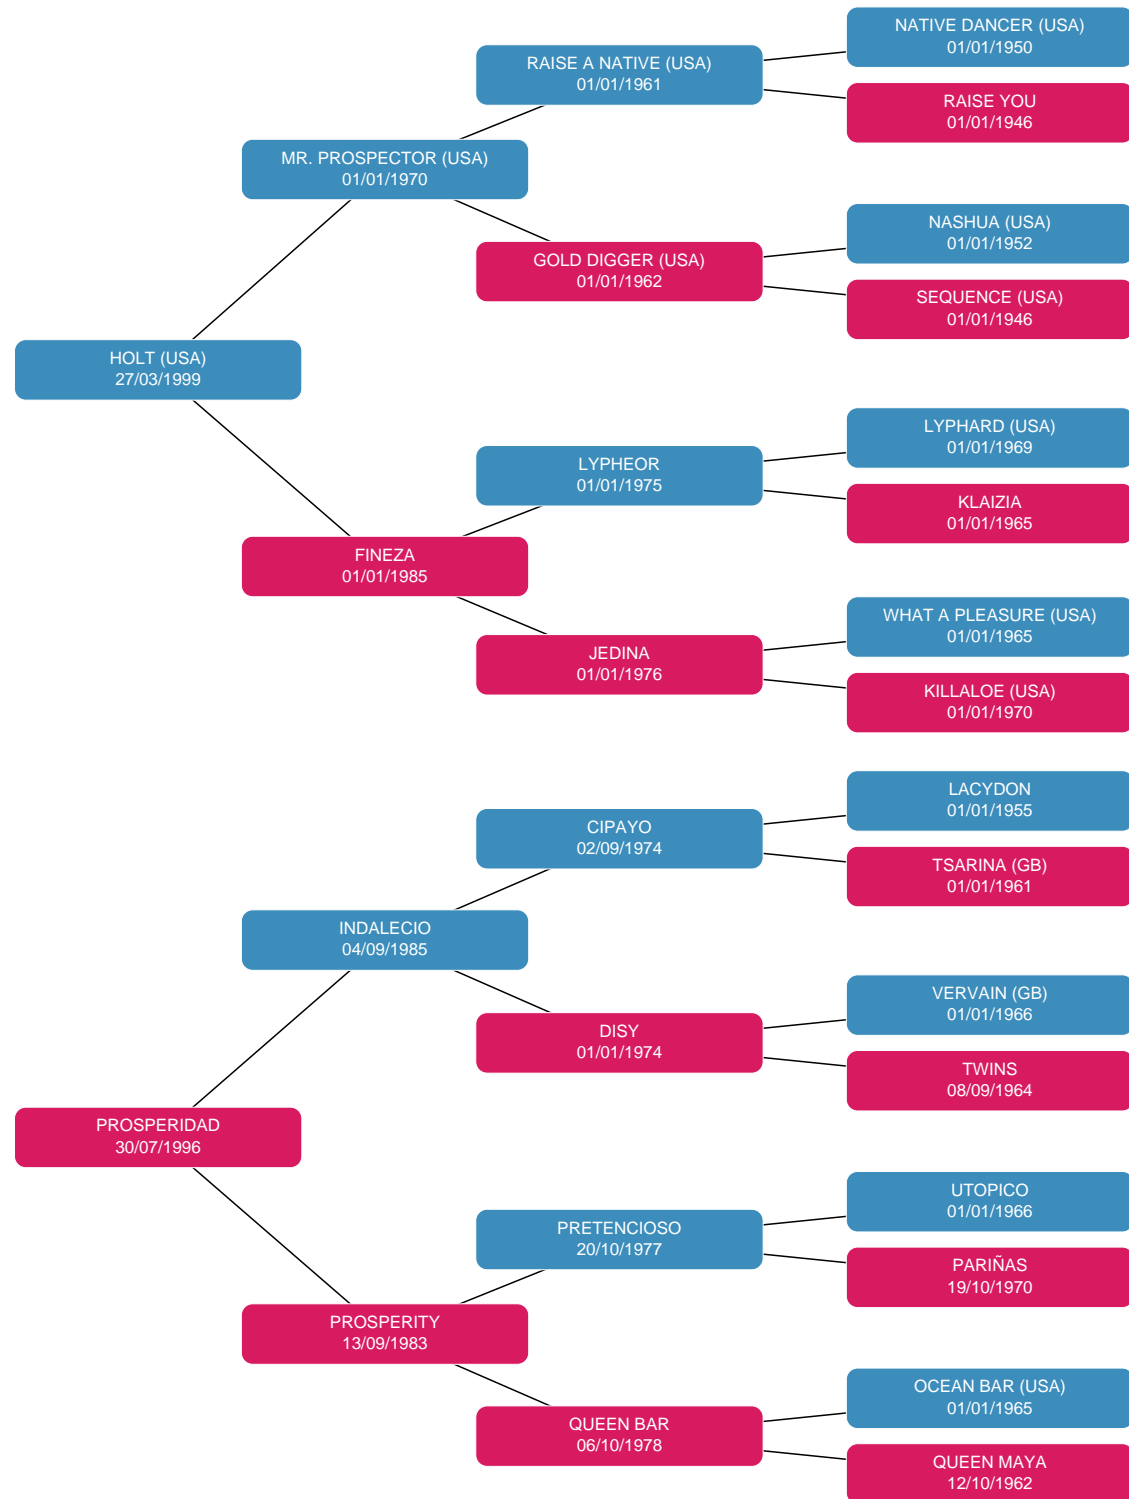 NATIVE DANCER (USA)
01/01/1950
RAISE A NATIVE (USA)
01/01/1961
RAISE YOU
01/01/1946
MR. PROSPECTOR (USA)
01/01/1970
NASHUA (USA)
01/01/1952
GOLD DIGGER (USA)
01/01/1962
SEQUENCE (USA)
01/01/1946
HOLT (USA)
27/03/1999
LYPHARD (USA)
01/01/1969
LYPHEOR
01/01/1975
KLAIZIA
01/01/1965
FINEZA
01/01/1985
WHAT A PLEASURE (USA)
01/01/1965
JEDINA
01/01/1976
KILLALOE (USA)
01/01/1970
LACYDON
01/01/1955
CIPAYO
02/09/1974
TSARINA (GB)
01/01/1961
INDALECIO
04/09/1985
VERVAIN (GB)
01/01/1966
DISY
01/01/1974
TWINS
08/09/1964
PROSPERIDAD
30/07/1996
UTOPICO
01/01/1966
PRETENCIOSO
20/10/1977
PARIÑAS
19/10/1970
PROSPERITY
13/09/1983
OCEAN BAR (USA)
01/01/1965
QUEEN BAR
06/10/1978
QUEEN MAYA
12/10/1962